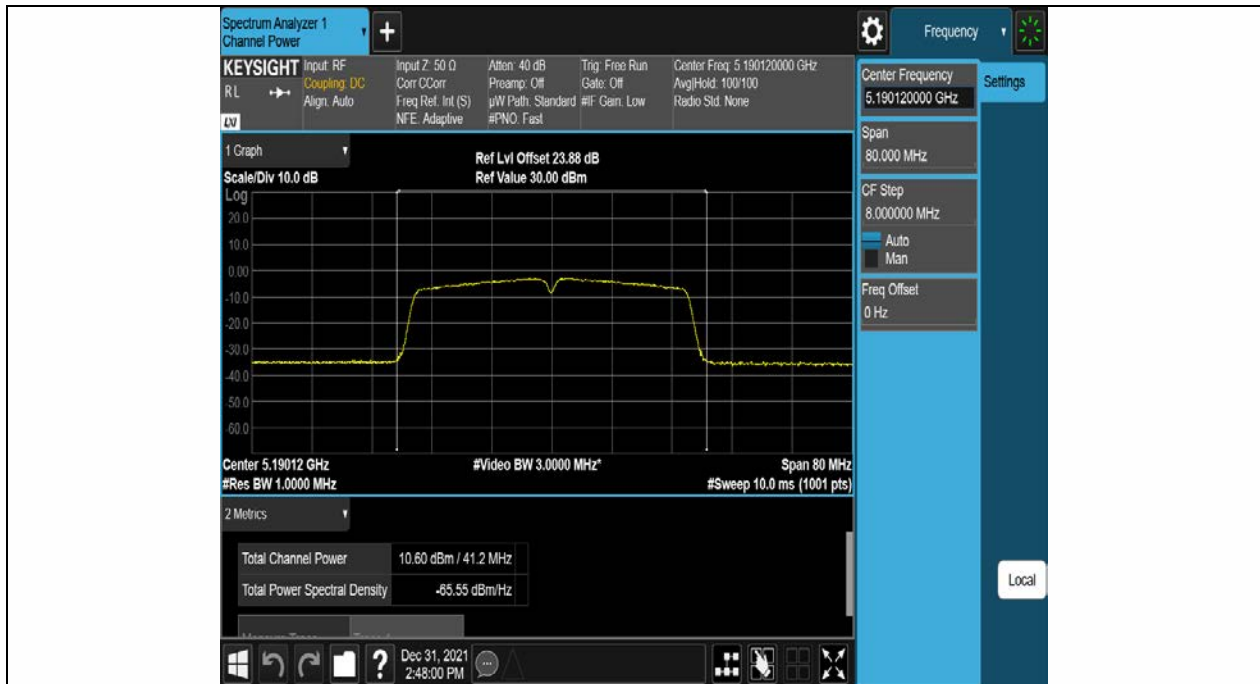 Spectrum Analyzer 1
Channel Power
+
Frequency
KEYSIGHT
RL
LXI
Input: RF
Coupling: DC
Align: Auto
Input Z: 50 Ω
Corr CCorr
Freq Ref: Int (S)
NFE: Adaptive
Atten: 40 dB
Preamp: Off
µW Path: Standard
#PNO: Fast
Trig: Free Run
Gate: Off
#IF Gain: Low
Center Freq: 5.190120000 GHz
Avg|Hold: 100/100
Radio Std: None
1 Graph
Scale/Div 10.0 dB
Ref Lvl Offset 23.88 dB
Ref Value 30.00 dBm
Log
20.0
10.0
0.00
-10.0
-20.0
-30.0
-40.0
-50.0
-60.0
Center 5.19012 GHz
#Res BW 1.0000 MHz
#Video BW 3.0000 MHz*
Span 80 MHz
#Sweep 10.0 ms (1001 pts)
2 Metrics
Total Channel Power 10.60 dBm / 41.2 MHz
Total Power Spectral Density -65.55 dBm/Hz
Center Frequency
5.190120000 GHz
Settings
Span
80.000 MHz
CF Step
8.000000 MHz
Auto
Man
Freq Offset
0 Hz
Local
?
Dec 31, 2021
2:48:00 PM